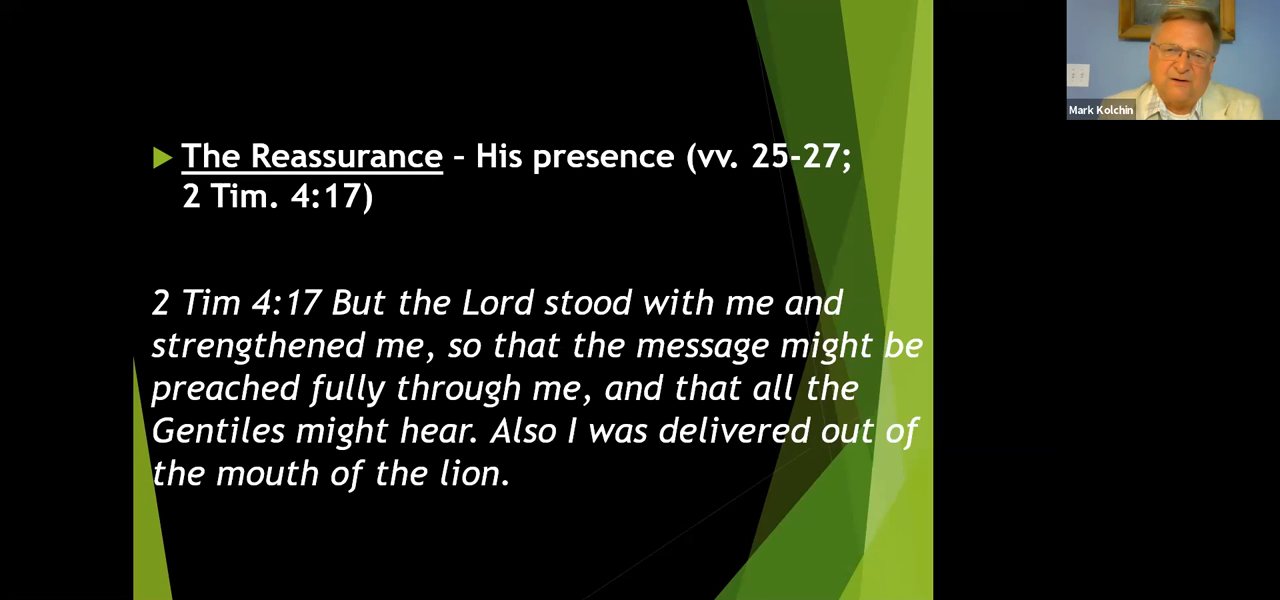 The Reassurance – His presence (vv. 25-27;
2 Tim. 4:17)
2 Tim 4:17 But the Lord stood with me and
strengthened me, so that the message might be
preached fully through me, and that all the
Gentiles might hear. Also I was delivered out of
the mouth of the lion.
Mark Kolchin